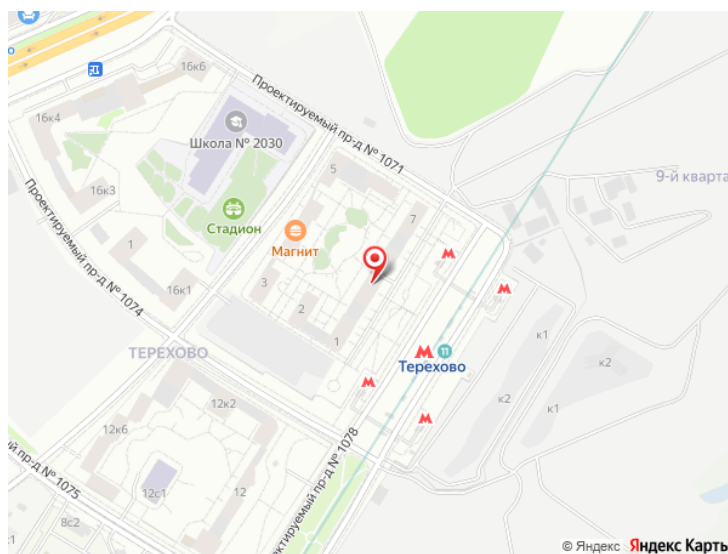 о
16к6
16к4
Школа № 2030
Проектируемый пр-д № 1071
5
16к3
Стадион
7
9-й кварта
Магнит
1
Проектируемый пр-д № 1074
16к1
3
2
1
к1
ТЕРЕХОВО
11
Терехово
к2
к2
к1
12к2
12к6
Проектируемый пр-д № 1078
ый пр-д № 1075
12с1
12
8с2
к1
© Яндекс Яндекс Карты